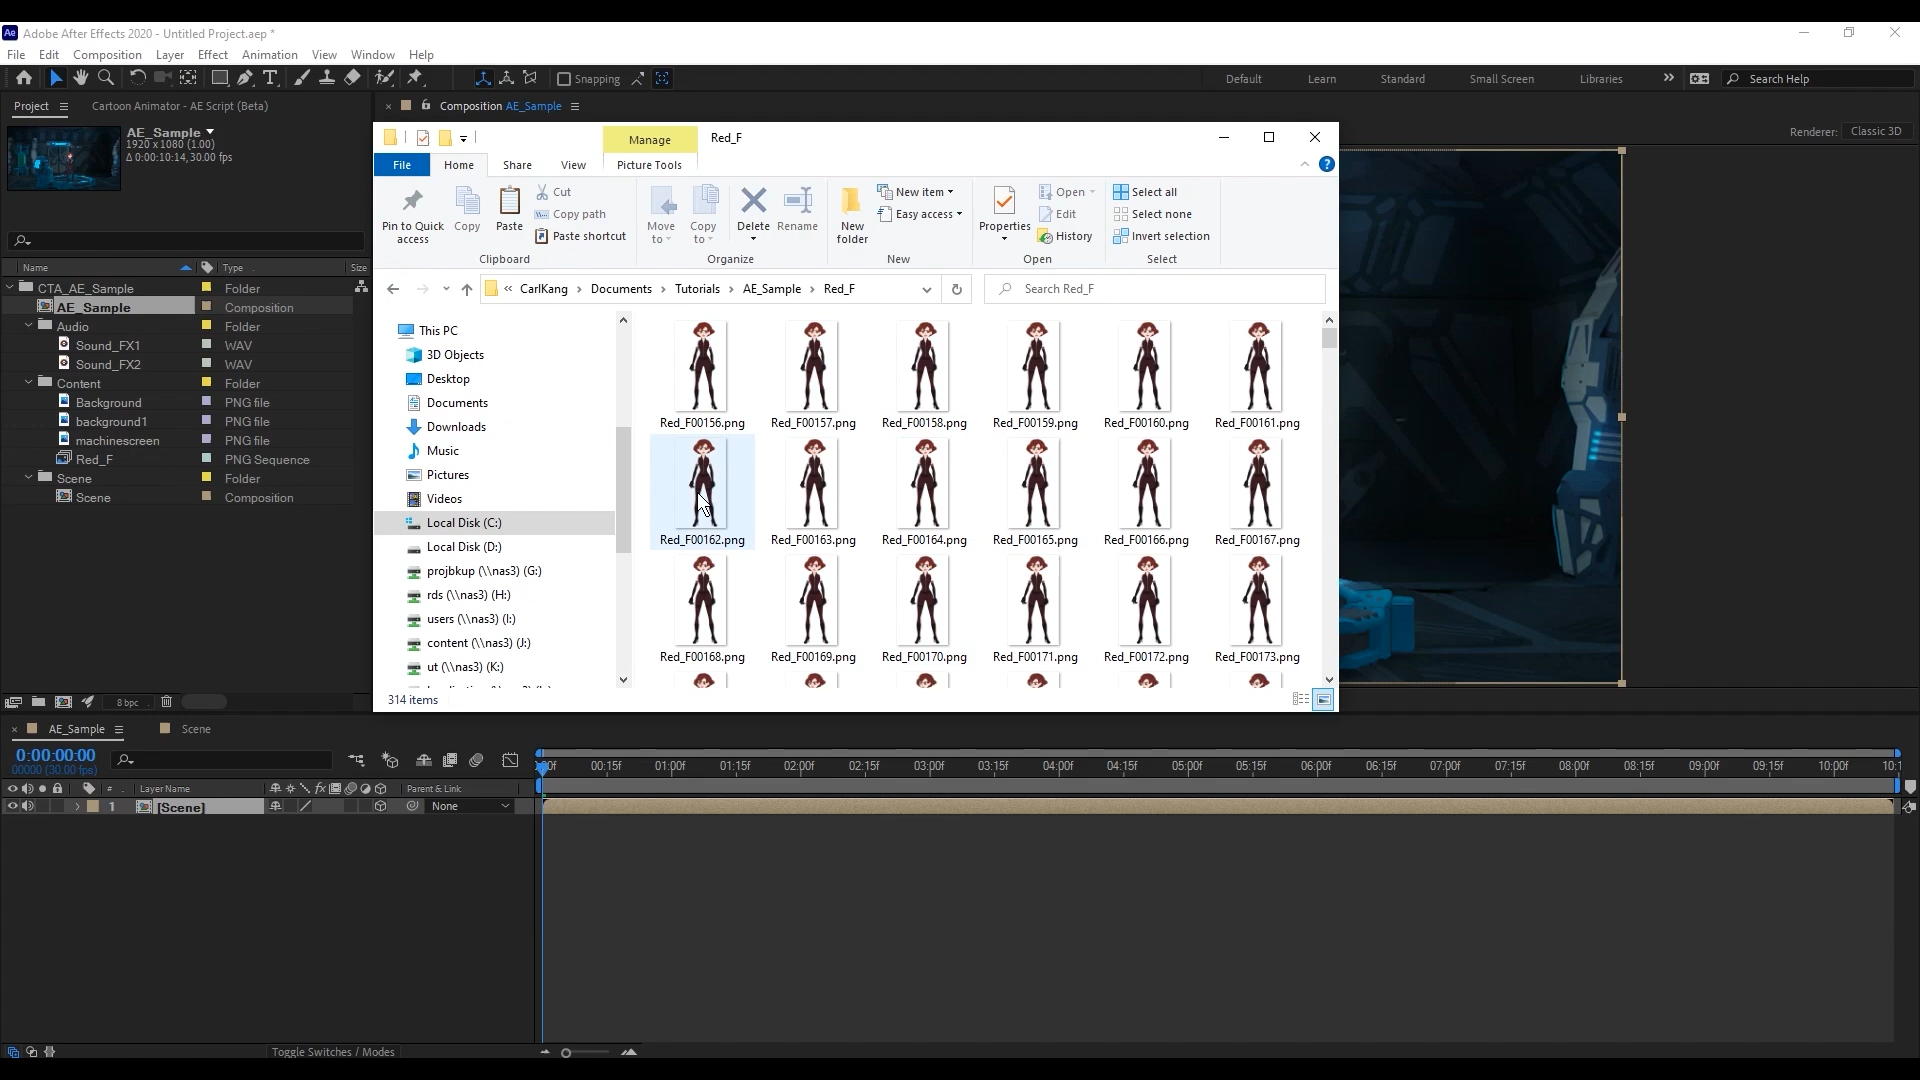 Ae Adobe After Effects 2020 - Untitled Project.aep *
File Edit Composition Layer Effect Animation View Window Help
Snapping Default Learn Standard Small Screen Libraries Search Help
Project Cartoon Animator - AE Script (Beta)
Composition AE_Sample
AE_Sample
1920 x 1080 (1.00)
Δ 0:00:10:14, 30.00 fps
Renderer: Classic 3D
Name Type Size
CTA_AE_Sample Folder
AE_Sample Composition
Audio Folder
Sound_FX1 WAV
Sound_FX2 WAV
Content Folder
Background PNG file
background1 PNG file
machinescreen PNG file
Red_F PNG Sequence
Scene Folder
Scene Composition
8 bpc
Manage Red_F
File Home Share View Picture Tools
Pin to Quick access
Copy
Paste
Cut
Copy path
Paste shortcut
Clipboard
Move to
Copy to
Delete
Rename
Organize
New folder
New item
Easy access
New
Properties
Open
Edit
History
Open
Select all
Select none
Invert selection
Select
« CarlKang > Documents > Tutorials > AE_Sample > Red_F
Search Red_F
This PC
3D Objects
Desktop
Documents
Downloads
Music
Pictures
Videos
Local Disk (C:)
Local Disk (D:)
projbkup (\\nas3) (G:)
rds (\\nas3) (H:)
users (\\nas3) (I:)
content (\\nas3) (J:)
ut (\\nas3) (K:)
Red_F00156.png Red_F00157.png Red_F00158.png Red_F00159.png Red_F00160.png Red_F00161.png
Red_F00162.png Red_F00163.png Red_F00164.png Red_F00165.png Red_F00166.png Red_F00167.png
Red_F00168.png Red_F00169.png Red_F00170.png Red_F00171.png Red_F00172.png Red_F00173.png
314 items
AE_Sample Scene
0:00:00:00
00000 (30.00 fps)
00:15f 01:00f 01:15f 02:00f 02:15f 03:00f 03:15f 04:00f 04:15f 05:00f 05:15f 06:00f 06:15f 07:00f 07:15f 08:00f 08:15f 09:00f 09:15f 10:00f
# Layer Name fx Parent & Link
1 [Scene] None
Toggle Switches / Modes